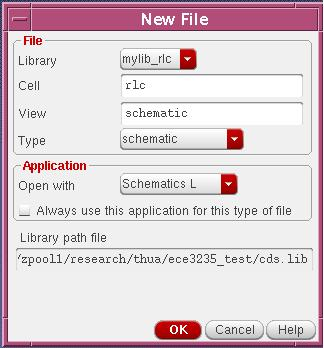 New File
File
Library mylib_rlc
Cell rlc
View schematic
Type schematic
Application
Open with Schematics L
Always use this application for this type of file
Library path file
/zpool1/research/thua/ece3235_test/cds.lib
OK Cancel Help